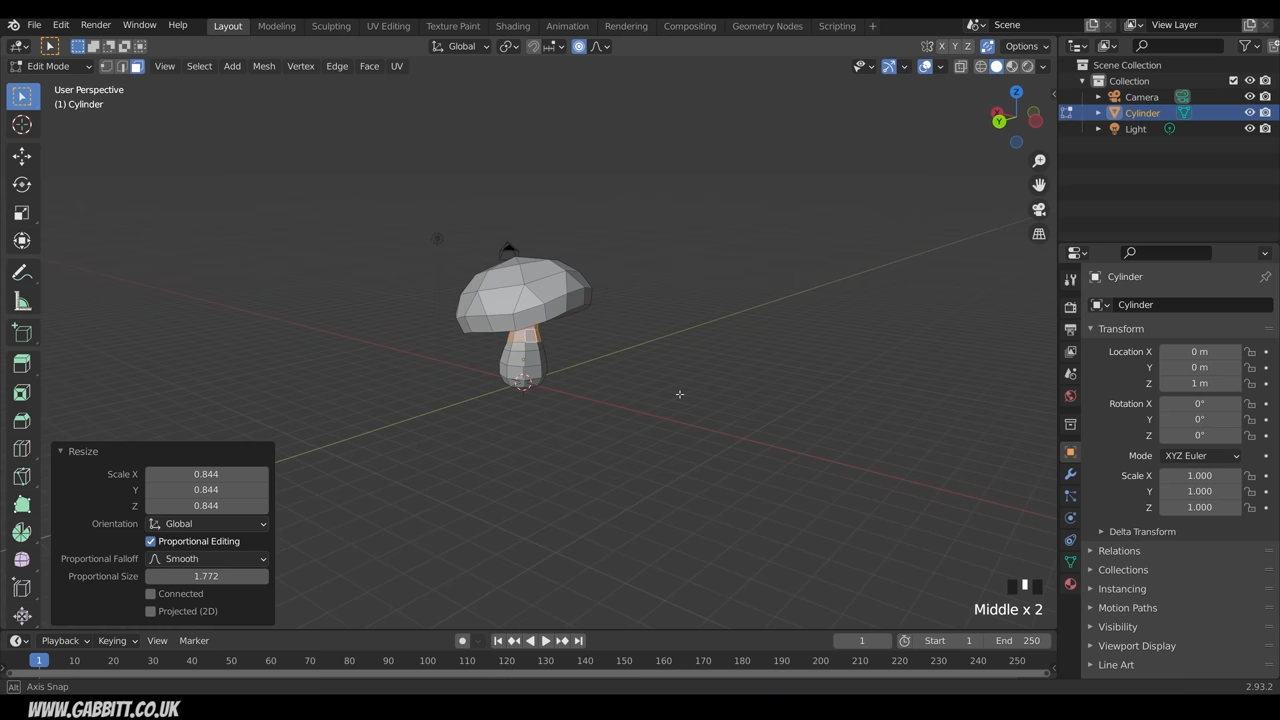 File Edit Render Window Help Layout Modeling Sculpting UV Editing Texture Paint Shading Animation Rendering Compositing Geometry Nodes Scripting + Scene View Layer
Global Options
Edit Mode View Select Add Mesh Vertex Edge Face UV X Y Z
User Perspective
(1) Cylinder
Z
X
Y
Scene Collection
Collection
Camera
Cylinder
Light
Cylinder
Cylinder
Transform
Location X 0 m
Y 0 m
Z 1 m
Rotation X 0°
Y 0°
Z 0°
Mode XYZ Euler
Scale X 1.000
Y 1.000
Z 1.000
Delta Transform
Relations
Collections
Instancing
Motion Paths
Visibility
Viewport Display
Line Art
Resize
Scale X 0.844
Y 0.844
Z 0.844
Orientation Global
Proportional Editing
Proportional Falloff Smooth
Proportional Size 1.772
Connected
Projected (2D)
Middle x 2
Playback Keying View Marker 1 Start 1 End 250
1 10 20 30 40 50 60 70 80 90 100 110 120 130 140 150 160 170 180 190 200 210 220 230 240 250
Alt Axis Snap 2.93.2
WWW.GABBITT.CO.UK